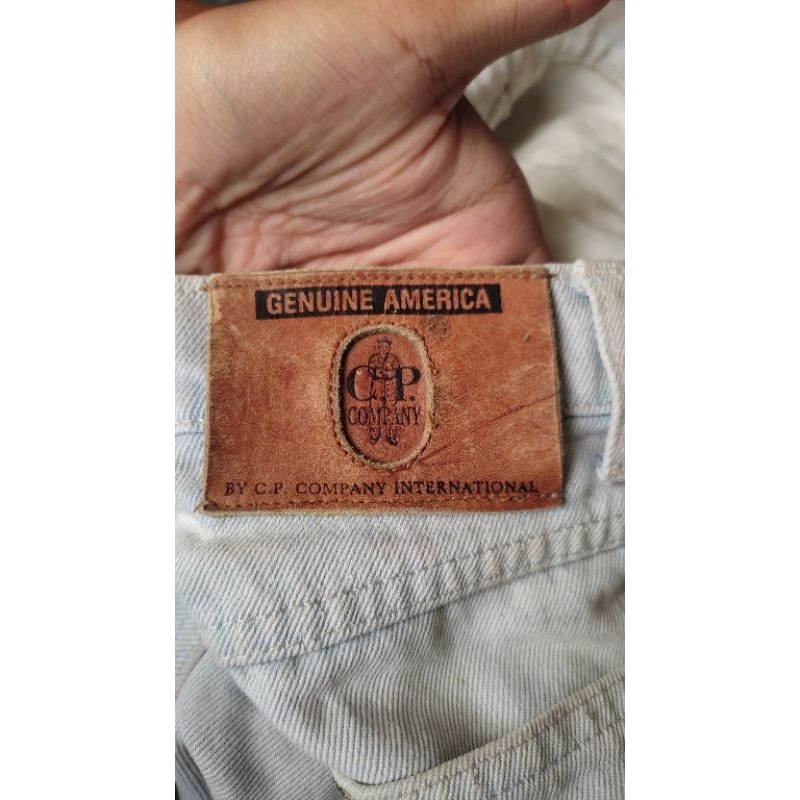 GENUINE AMERICA
C.P.
COMPANY
BY C.P. COMPANY INTERNATIONAL